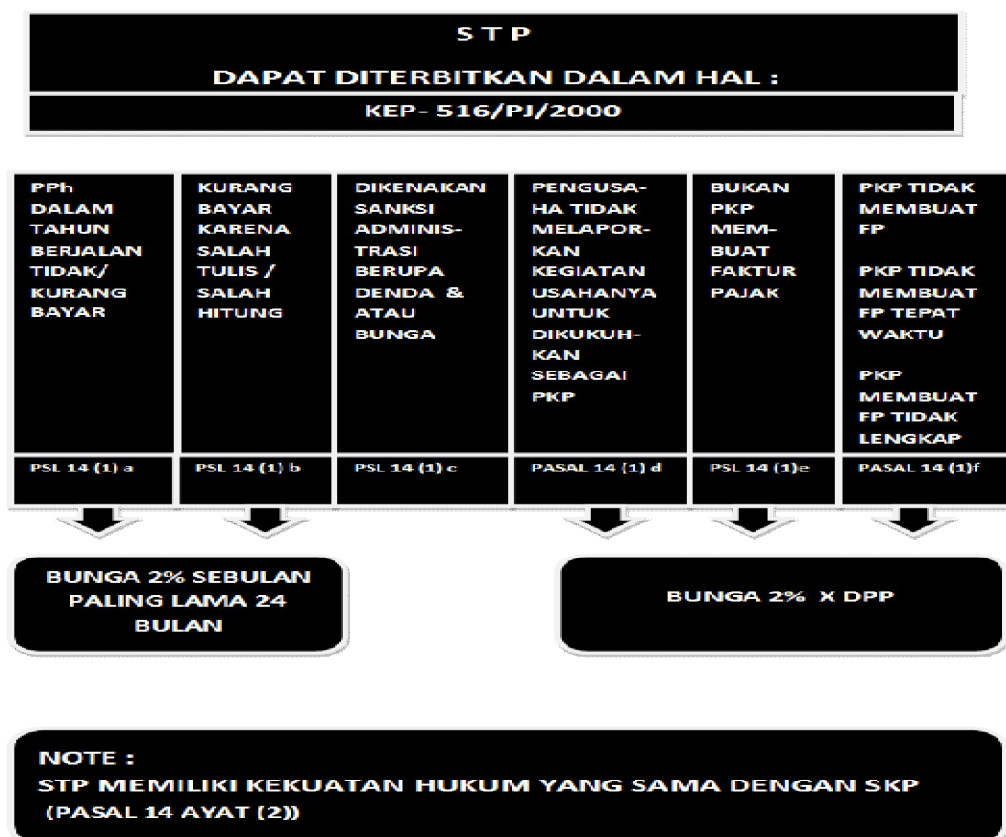 S T P
DAPAT DITERBITKAN DALAM HAL :
KEP- 516/PJ/2000
PPh
DALAM
TAHUN
BERJALAN
TIDAK/
KURANG
BAYAR
PSL 14 (1) a
KURANG
BAYAR
KARENA
SALAH
TULIS /
SALAH
HITUNG
PSL 14 (1) b
DIKENAKAN
SANKSI
ADMINIS-
TRASI
BERUPA
DENDA &
ATAU
BUNGA
PSL 14 (1) c
PENGUSA-
HA TIDAK
MELAPOR-
KAN
KEGIATAN
USAHANYA
UNTUK
DIKUKUH-
KAN
SEBAGAI
PKP
PASAL 14 (1) d
BUKAN
PKP
MEM-
BUAT
FAKTUR
PAJAK
PSL 14 (1)e
PKP TIDAK
MEMBUAT
FP
PKP TIDAK
MEMBUAT
FP TEPAT
WAKTU
PKP
MEMBUAT
FP TIDAK
LENGKAP
PASAL 14 (1)f
BUNGA 2% SEBULAN
PALING LAMA 24
BULAN
BUNGA 2% X DPP
NOTE :
STP MEMILIKI KEKUATAN HUKUM YANG SAMA DENGAN SKP
(PASAL 14 AYAT (2))